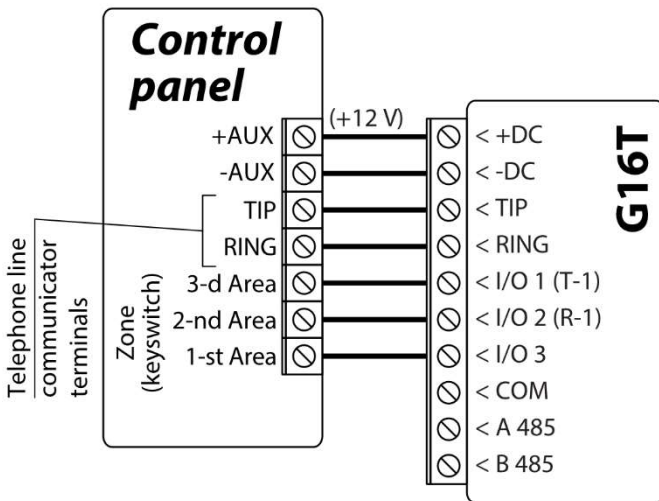 Control
panel
(+12 V)
+AUX
-AUX
TIP
RING
3-d Area
2-nd Area
1-st Area
Zone
(keyswitch)
Telephone line
communicator
terminals
G16T
< +DC
< -DC
< TIP
< RING
< I/O 1 (T-1)
< I/O 2 (R-1)
< I/O 3
< COM
< A 485
< B 485